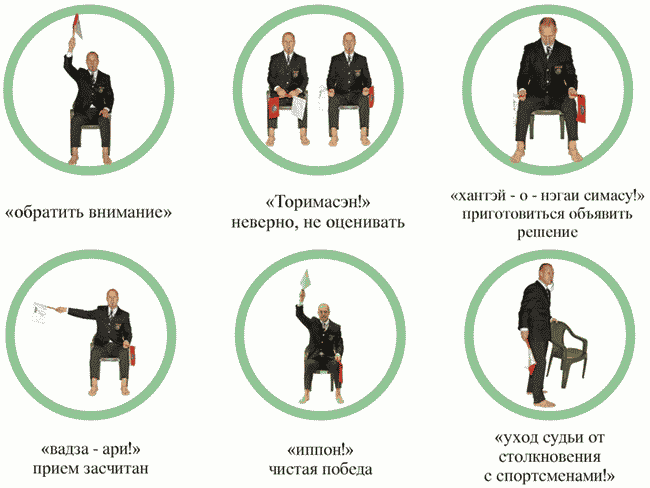 «обратить внимание»
«Торимасэн!»
неверно, не оценивать
«хантэй - о - нэгаи симасу!»
приготовиться объявить
решение
«вадза - ари!»
прием засчитан
«иппон!»
чистая победа
«уход судьи от
столкновения
с спортсменами!»